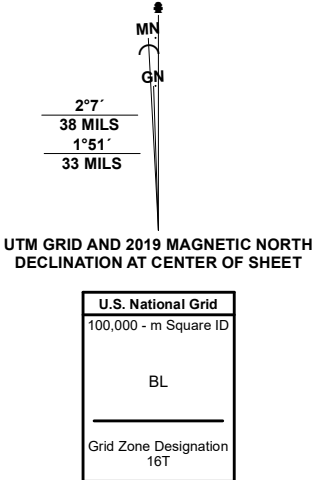 MN
GN
2°7´
38 MILS
1°51´
33 MILS
UTM GRID AND 2019 MAGNETIC NORTH
DECLINATION AT CENTER OF SHEET
U.S. National Grid
100,000 - m Square ID
BL
Grid Zone Designation
16T